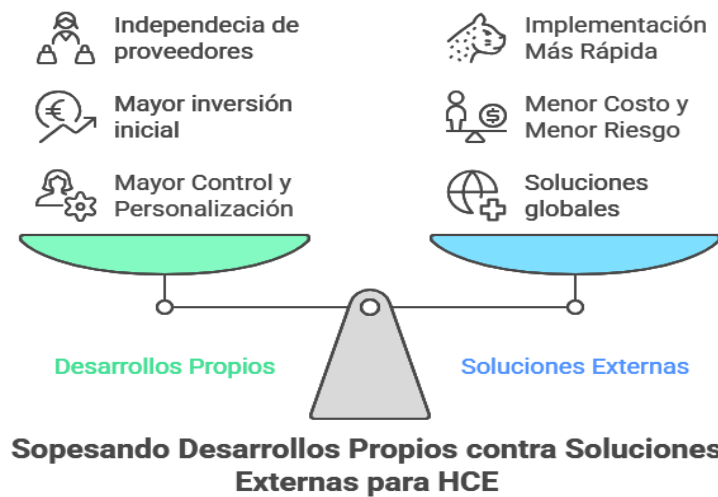 Independecia de
proveedores
Mayor inversión
inicial
Mayor Control y
Personalización
Implementación
Más Rápida
Menor Costo y
Menor Riesgo
Soluciones
globales
Desarrollos Propios
Soluciones Externas
Sopesando Desarrollos Propios contra Soluciones
Externas para HCE